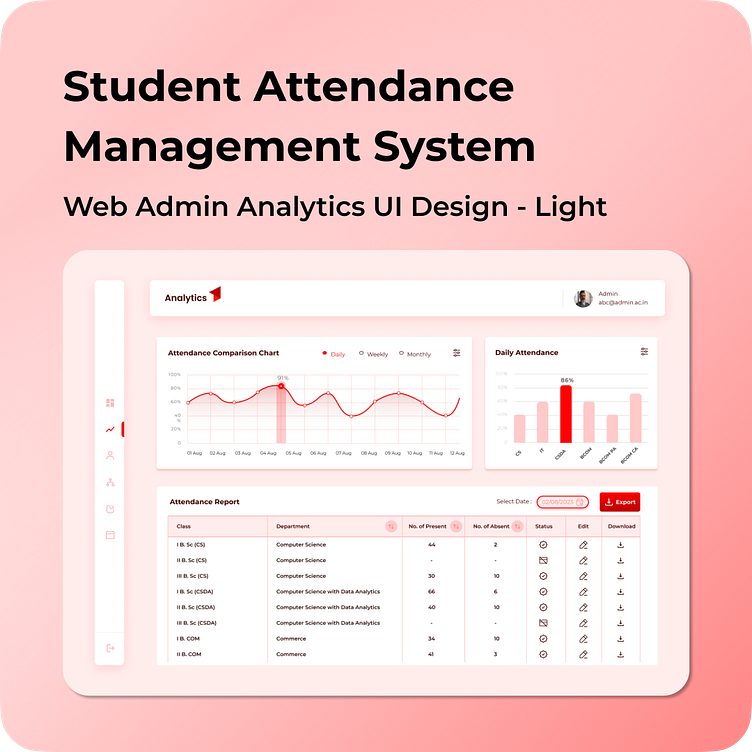 Student Attendance
Management System
Web Admin Analytics UI Design - Light
Analytics
Admin
abc@admin.ac.in
Attendance Comparison Chart
Daily Weekly Monthly
91%
100%
80%
60%
40
%
20%
0
01 Aug 02 Aug 03 Aug 04 Aug 05 Aug 06 Aug 07 Aug 08 Aug 09 Aug 10 Aug 11 Aug 12 Aug
Daily Attendance
86%
100%
80%
60%
40%
20%
0
CS IT CSDA BCOM BCOM PA BCOM CA
Attendance Report
Select Date : 02/08/2023 Export
Class Department No. of Present No. of Absent Status Edit Download
I B. Sc (CS) Computer Science 44 2
II B. Sc (CS) Computer Science - -
III B. Sc (CS) Computer Science 30 10
I B. Sc (CSDA) Computer Science with Data Analytics 66 6
II B. Sc (CSDA) Computer Science with Data Analytics 40 10
III B. Sc (CSDA) Computer Science with Data Analytics - -
I B. COM Commerce 34 10
II B. COM Commerce 41 3